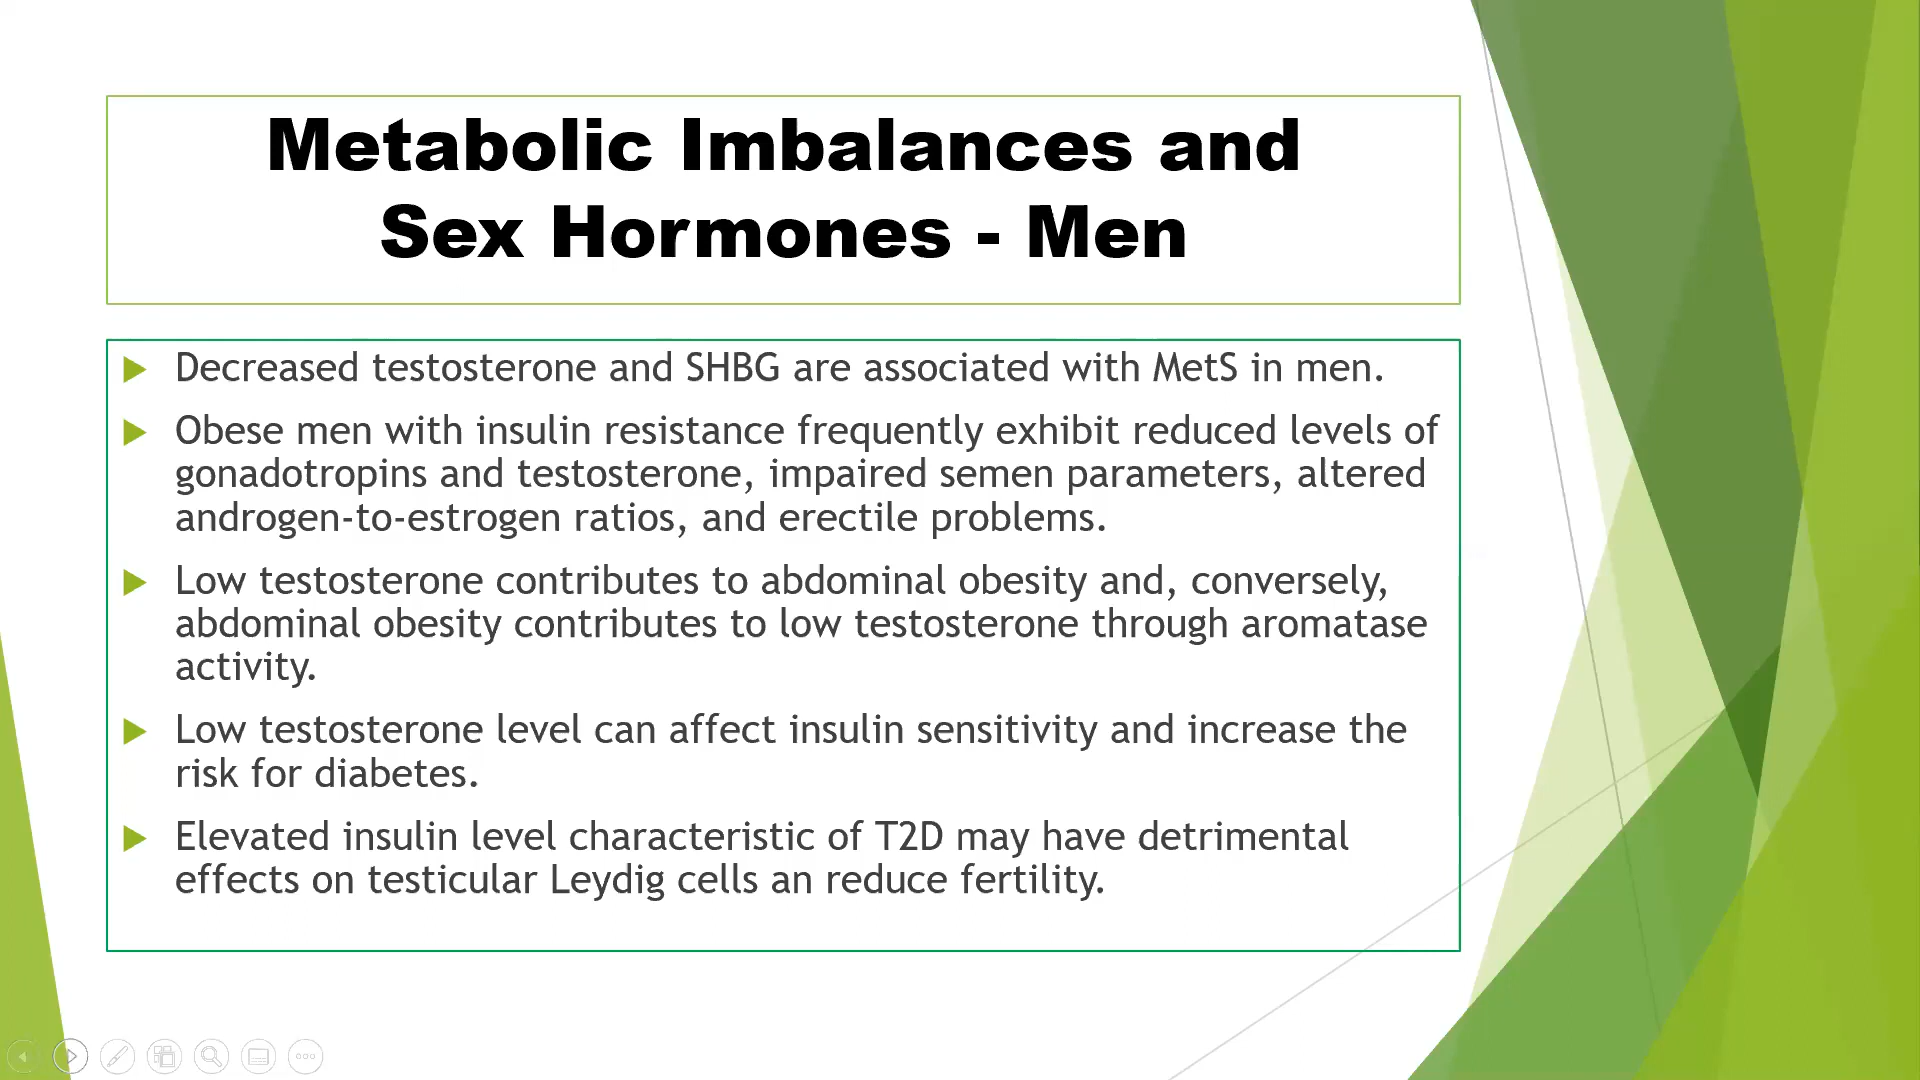 Metabolic Imbalances and
Sex Hormones - Men
Decreased testosterone and SHBG are associated with MetS in men.
Obese men with insulin resistance frequently exhibit reduced levels of
gonadotropins and testosterone, impaired semen parameters, altered
androgen-to-estrogen ratios, and erectile problems.
Low testosterone contributes to abdominal obesity and, conversely,
abdominal obesity contributes to low testosterone through aromatase
activity.
Low testosterone level can affect insulin sensitivity and increase the
risk for diabetes.
Elevated insulin level characteristic of T2D may have detrimental
effects on testicular Leydig cells an reduce fertility.